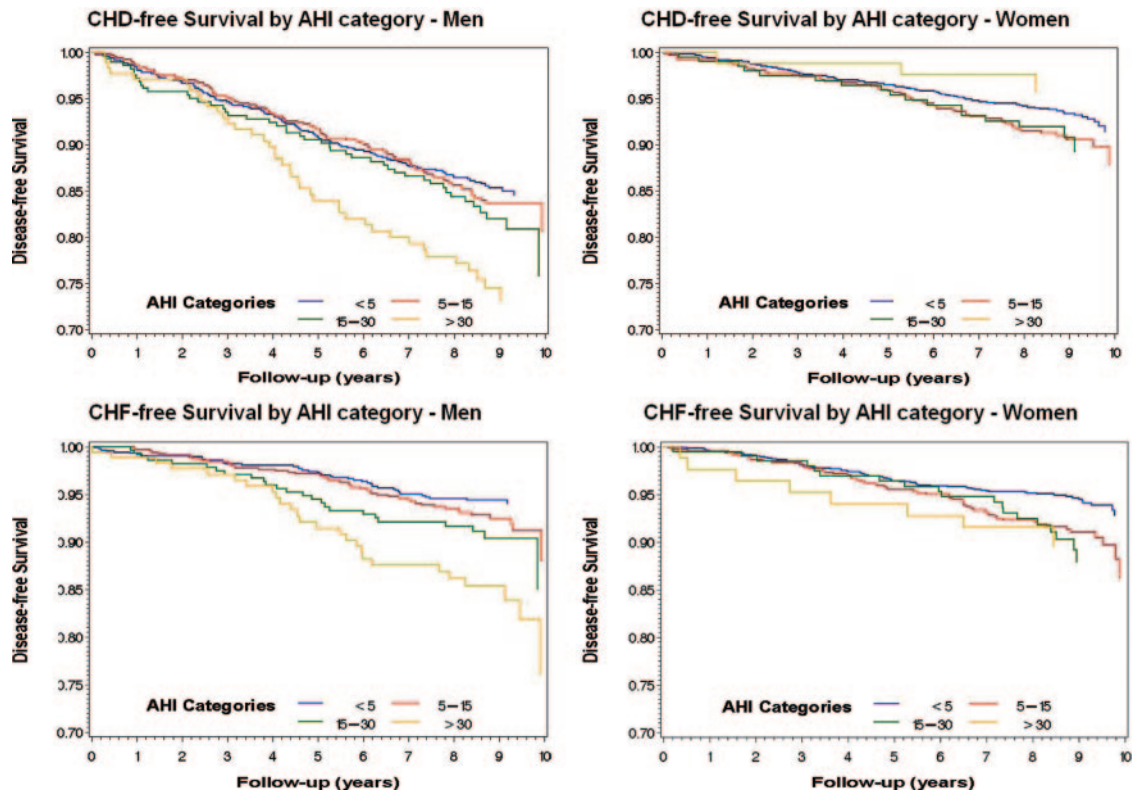 CHD-free Survival by AHI category - Men
Disease-free Survival
1.00
0.95
0.90
0.85
0.80
0.75
0.70
AHI Categories
<5
5-15
15-30
>30
0 1 2 3 4 5 6 7 8 9 10
Follow-up (years)
CHD-free Survival by AHI category - Women
Disease-free Survival
1.00
0.95
0.90
0.85
0.80
0.75
0.70
AHI Categories
<5
5-15
15-30
>30
0 1 2 3 4 5 6 7 8 9 10
Follow-up (years)
CHF-free Survival by AHI category - Men
Disease-free Survival
1.00
0.95
0.90
0.85
0.80
0.75
0.70
AHI Categories
<5
5-15
15-30
>30
0 1 2 3 4 5 6 7 8 9 10
Follow-up (years)
CHF-free Survival by AHI category - Women
Disease-free Survival
1.00
0.95
0.90
0.85
0.80
0.75
0.70
AHI Categories
<5
5-15
15-30
>30
0 1 2 3 4 5 6 7 8 9 10
Follow-up (years)